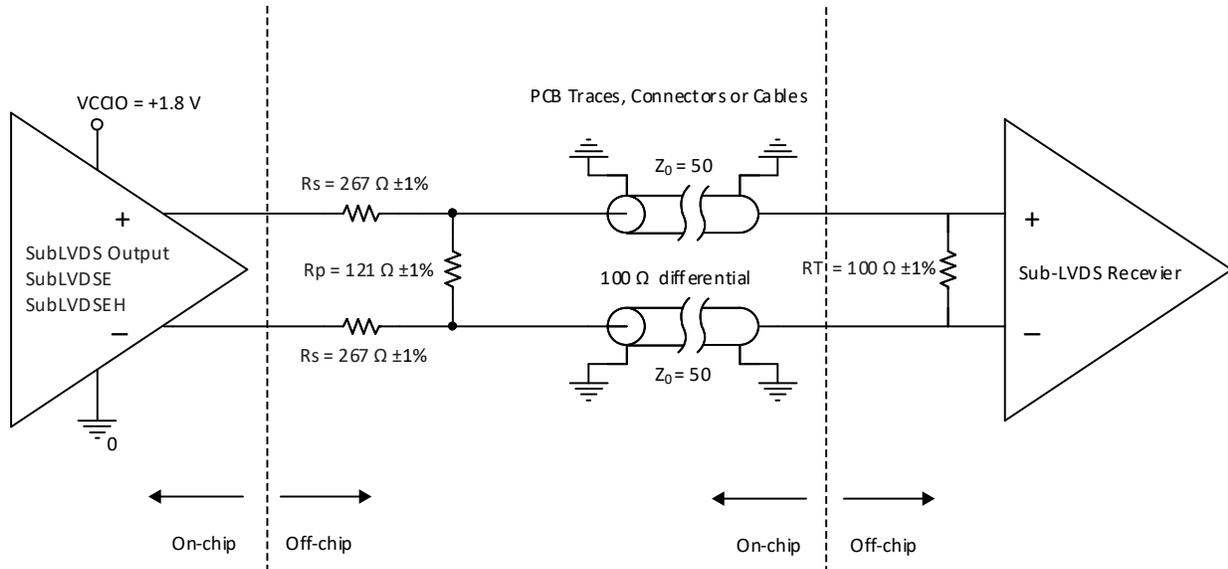 VCCIO = +1.8 V
PCB Traces, Connectors or Cables
Z0 = 50
Rs = 267 Ω ±1%
+
+
SubLVDS Output
SubLVDSE
SubLVDSEH
Rp = 121 Ω ±1%
100 Ω differential
RT = 100 Ω ±1%
Sub-LVDS Recevier
−
−
Rs = 267 Ω ±1%
Z0 = 50
0
On-chip
Off-chip
On-chip
Off-chip